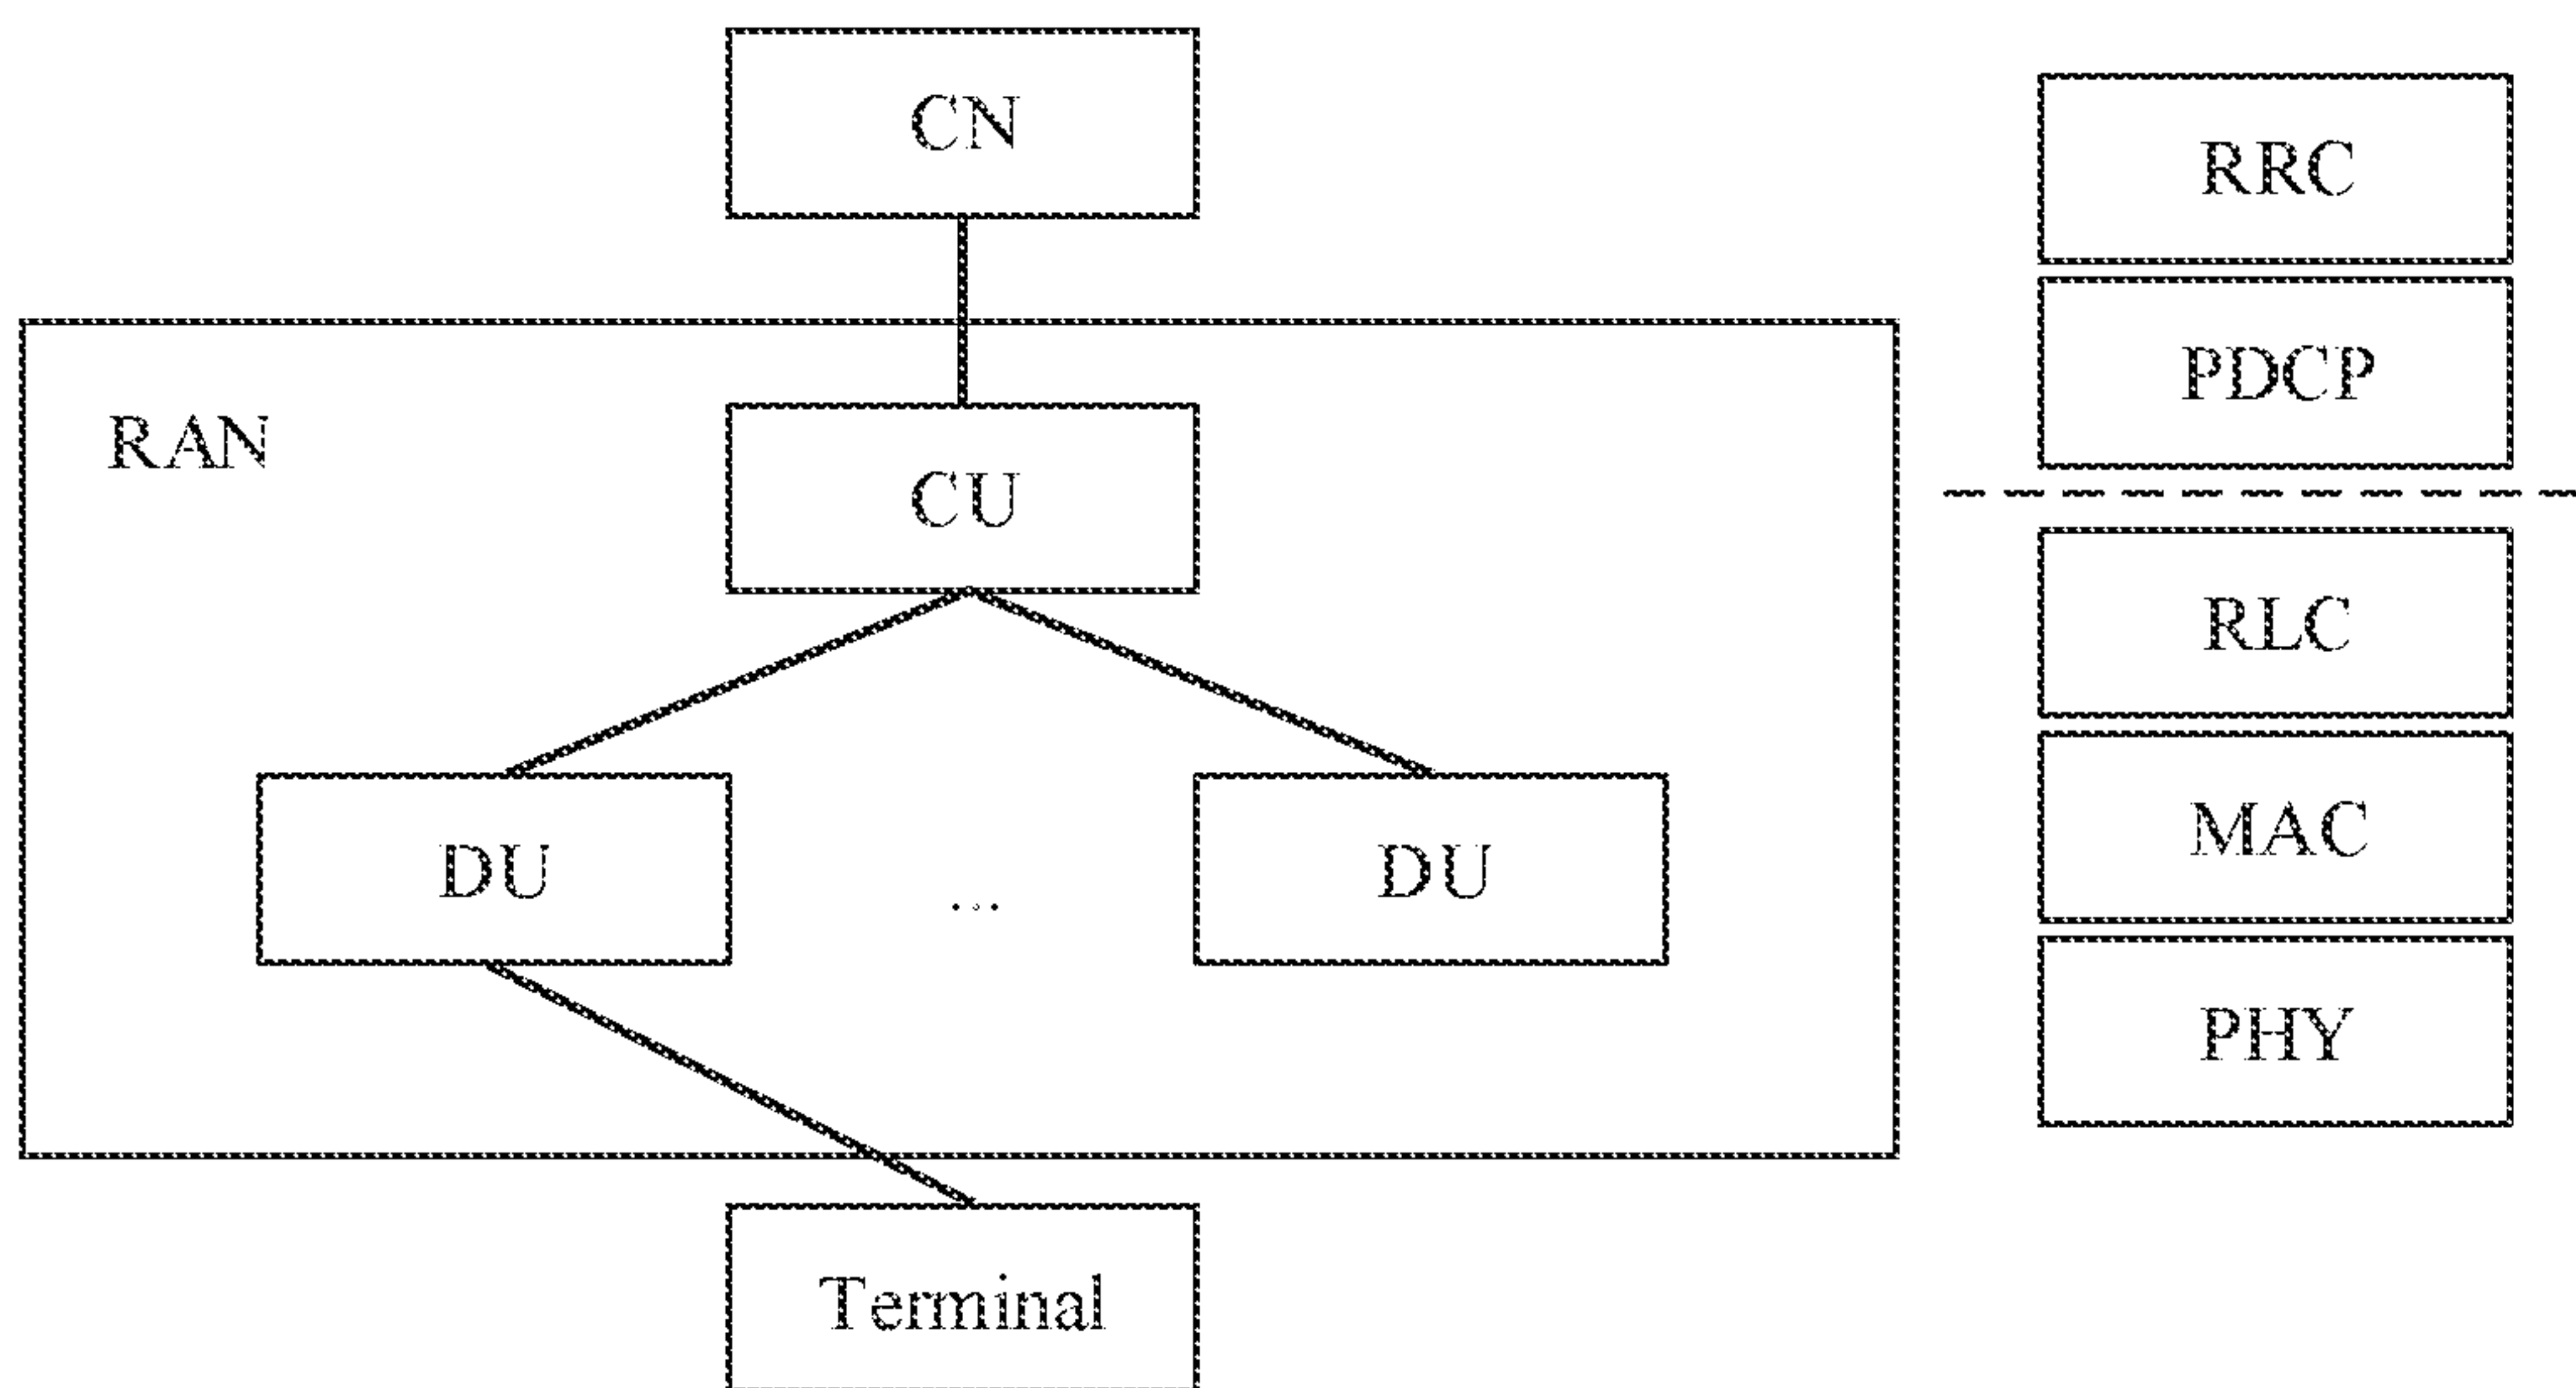 CN
RAN
CU
DU
...
DU
Terminal
RRC
PDCP
RLC
MAC
PHY